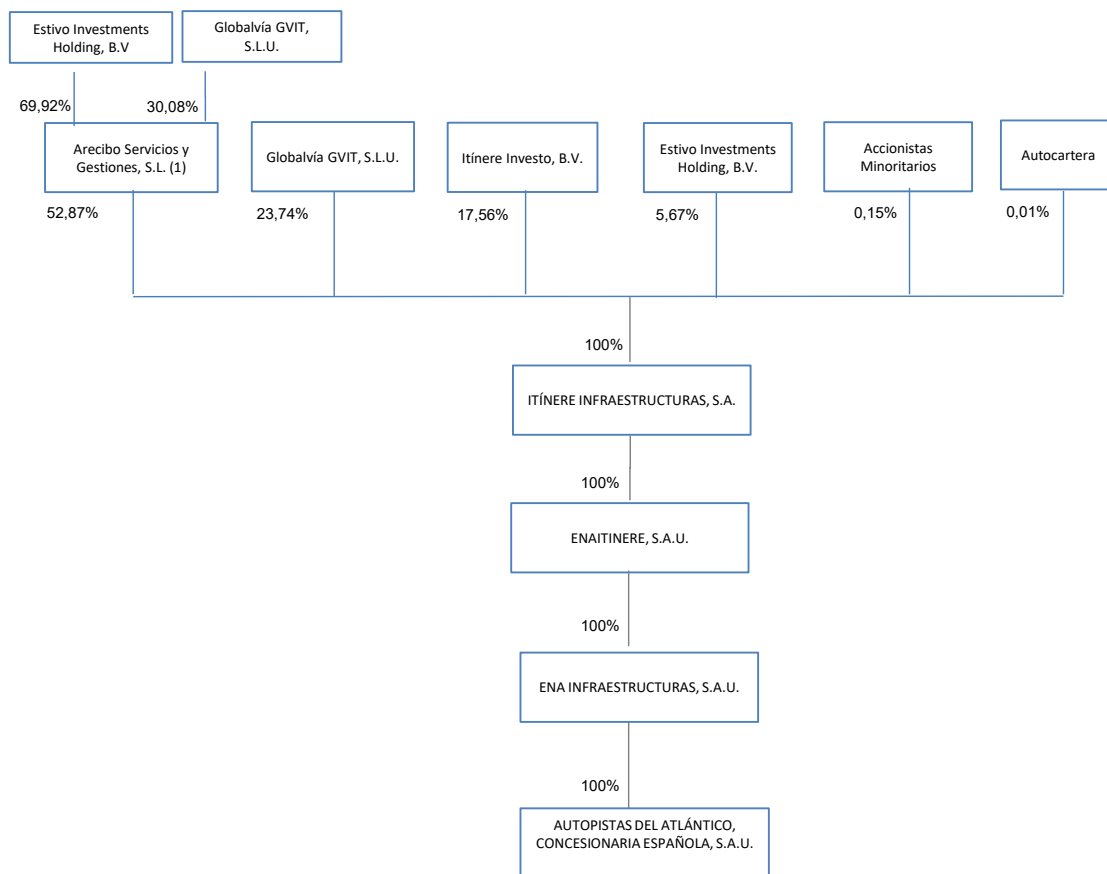 Estivo Investments
Holding, B.V
Globalvía GVIT,
S.L.U.
69,92%
30,08%
Arecibo Servicios y
Gestiones, S.L. (1)
Globalvía GVIT, S.L.U.
Itínere Investo, B.V.
Estivo Investments
Holding, B.V.
Accionistas
Minoritarios
Autocartera
52,87%
23,74%
17,56%
5,67%
0,15%
0,01%
100%
ITÍNERE INFRAESTRUCTURAS, S.A.
100%
ENAITINERE, S.A.U.
100%
ENA INFRAESTRUCTURAS, S.A.U.
100%
AUTOPISTAS DEL ATLÁNTICO,
CONCESIONARIA ESPAÑOLA, S.A.U.